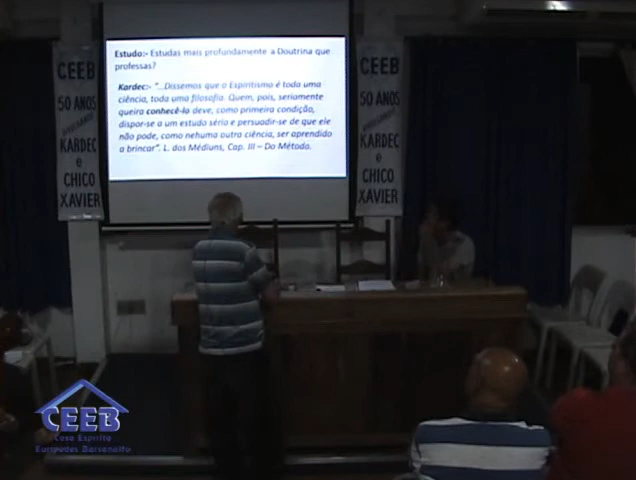 Estudo:- Estudas mais profundamente a Doutrina que
professas?
Kardec:- "...Dissemos que o Espiritismo é toda uma
ciência, toda uma filosofia. Quem, pois, seriamente
queira conhecê-lo deve, como primeira condição,
dispor-se a um estudo sério e persuadir-se de que ele
não pode, como nenhuma outra ciência, ser aprendido
a brincar". L. dos Médiuns, Cap. III – Do Método.
CEEB
50 ANOS
KARDEC
e
CHICO
XAVIER
CEEB
50 ANOS
KARDEC
e
CHICO
XAVIER
CEEB
Casa Espírita
Eurípedes Barsanulfo